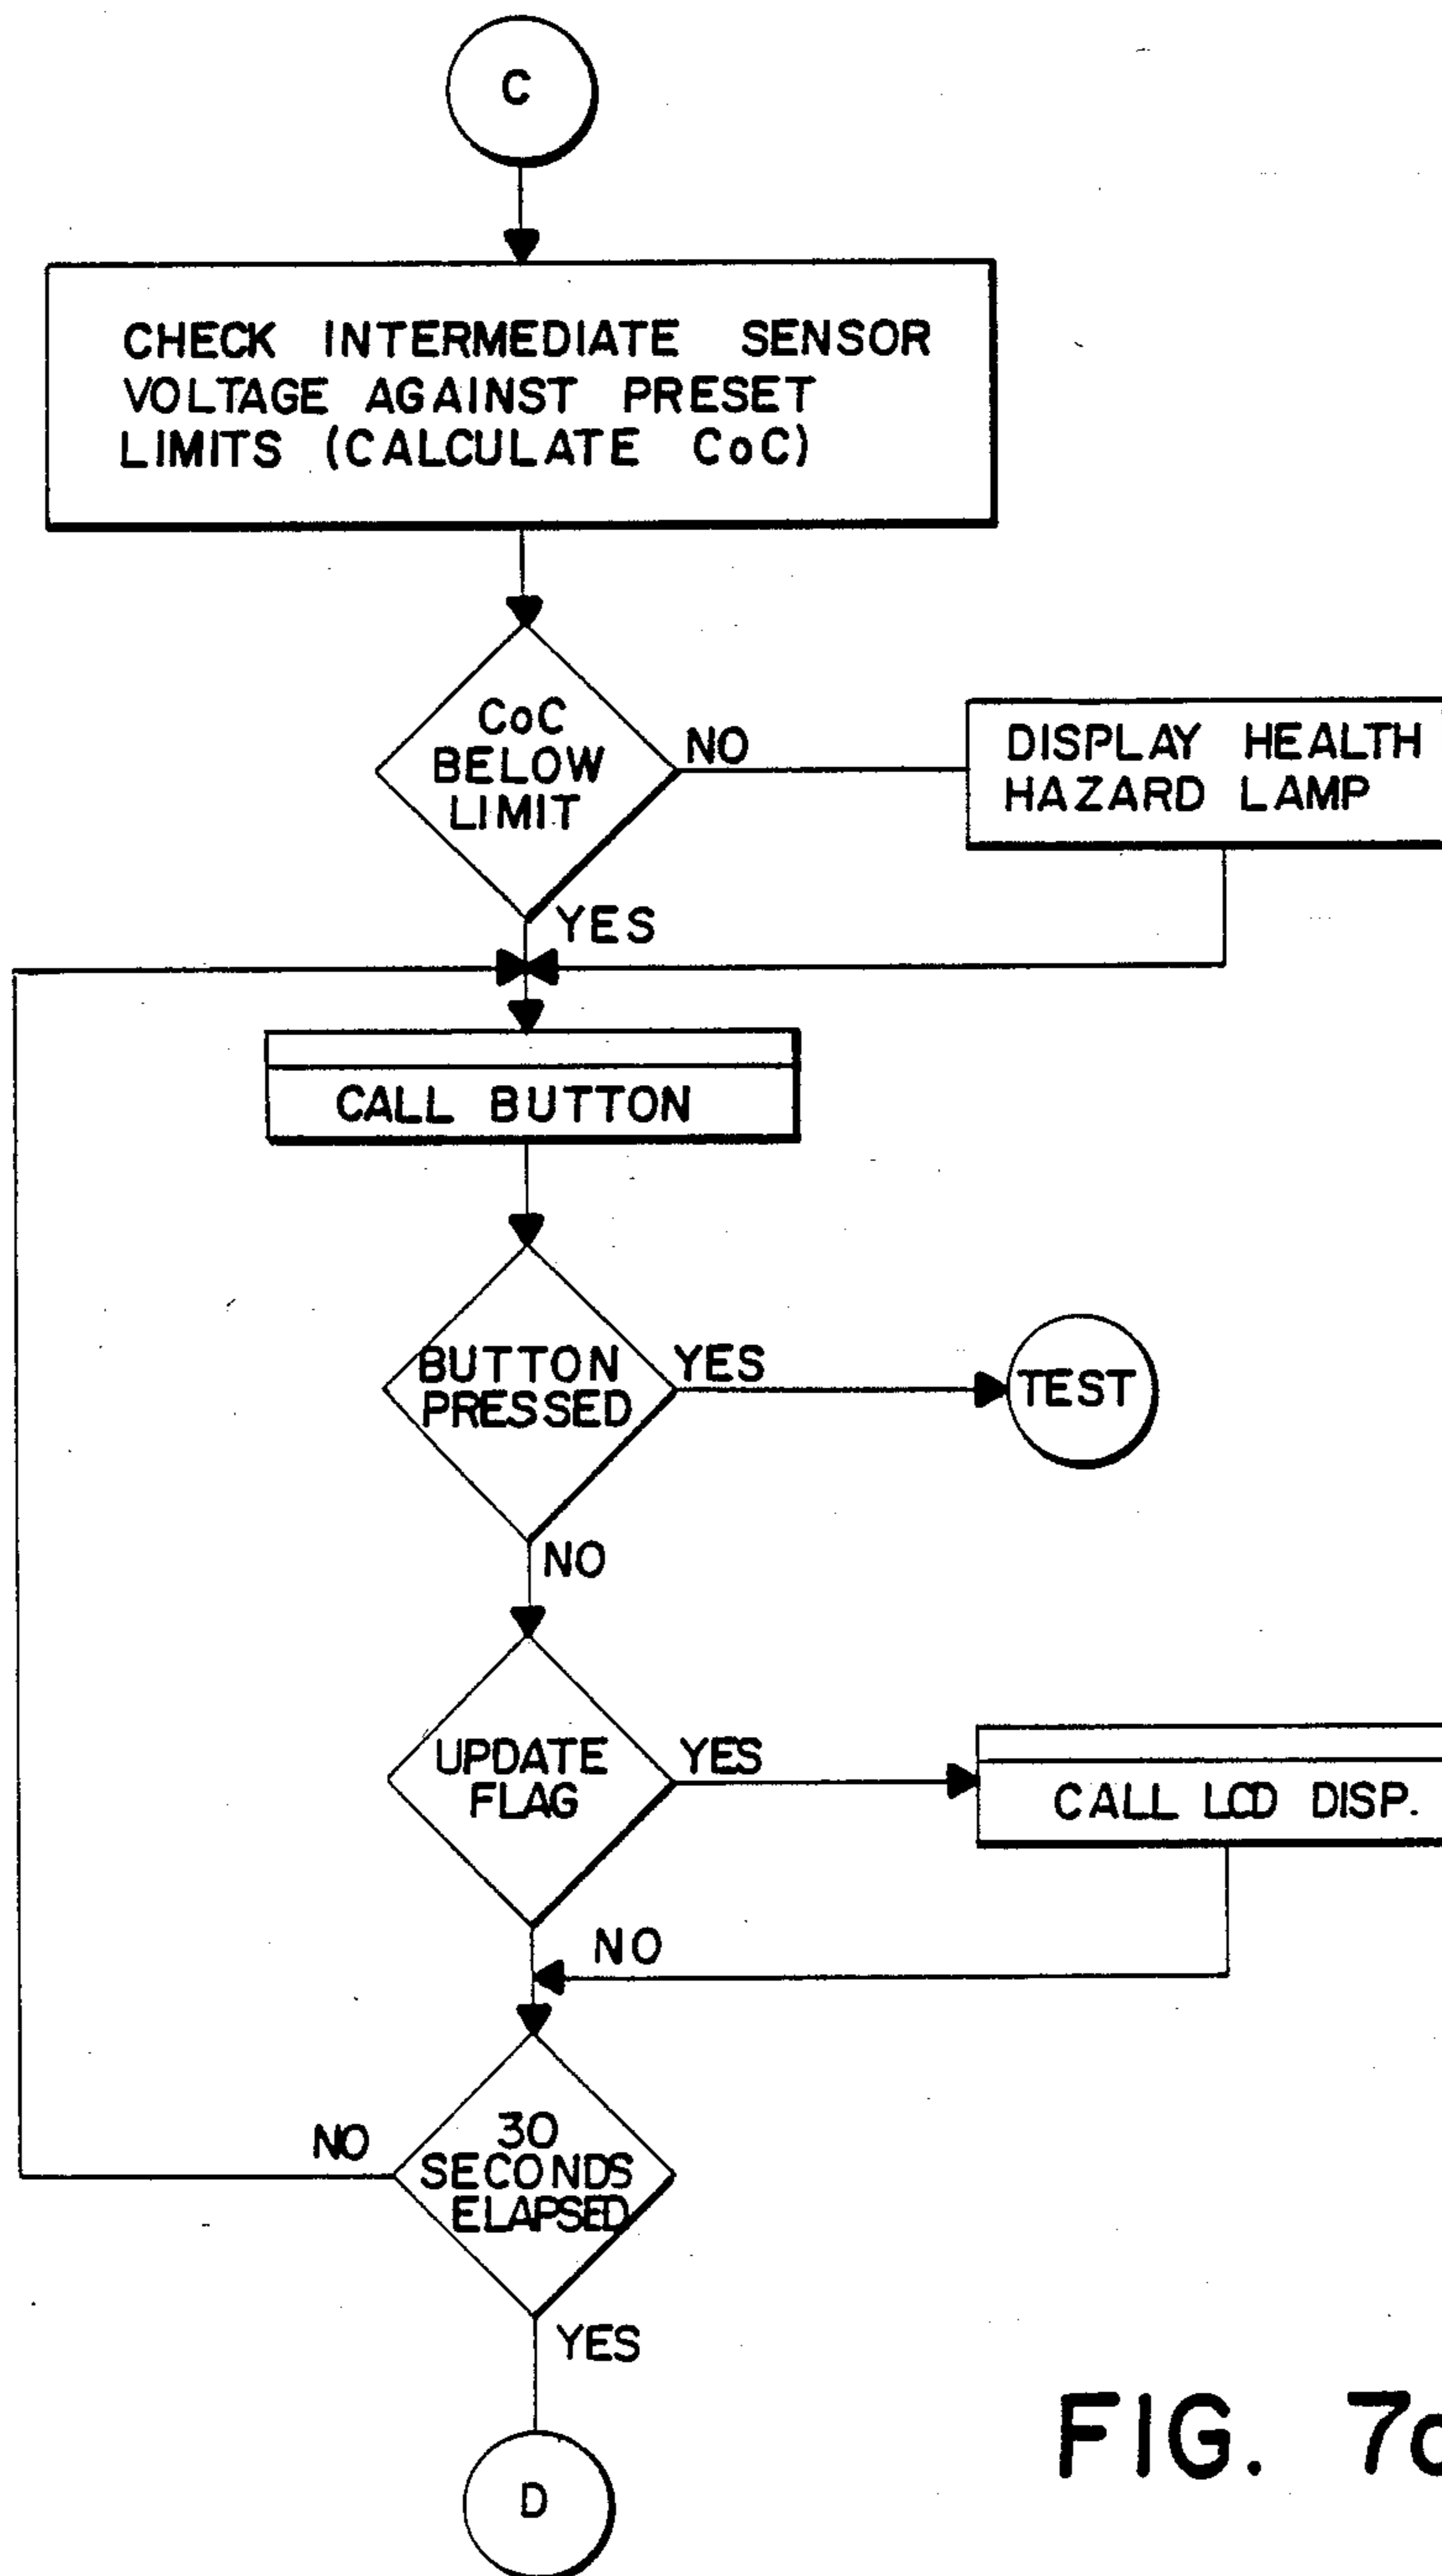 C
CHECK INTERMEDIATE SENSOR
VOLTAGE AGAINST PRESET
LIMITS (CALCULATE CoC)
CoC
BELOW
LIMIT
NO
DISPLAY HEALTH
HAZARD LAMP
YES
CALL BUTTON
BUTTON
PRESSED
YES
TEST
NO
UPDATE
FLAG
YES
CALL LCD DISP.
NO
30
SECONDS
ELAPSED
NO
YES
D
FIG.